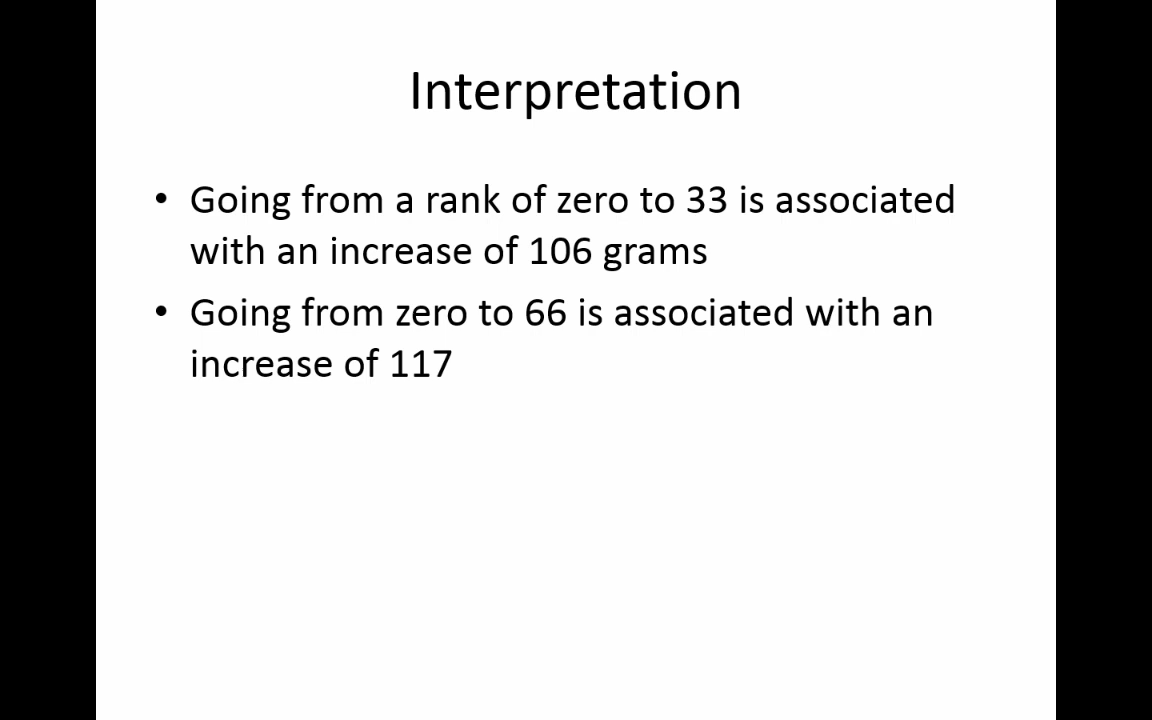 Interpretation
• Going from a rank of zero to 33 is associated
with an increase of 106 grams
• Going from zero to 66 is associated with an
increase of 117